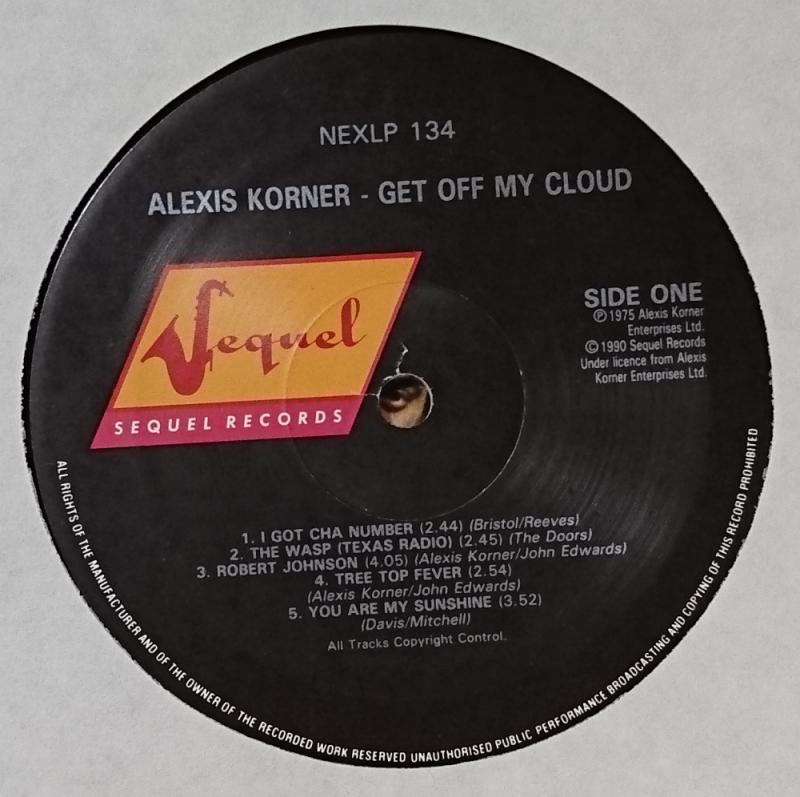 NEXLP 134
ALEXIS KORNER - GET OFF MY CLOUD
Sequel
SEQUEL RECORDS
SIDE ONE
Ⓟ1975 Alexis Korner
Enterprises Ltd.
©1990 Sequel Records
Under licence from Alexis
Korner Enterprises Ltd.
1. I GOT CHA NUMBER (2.44) (Bristol/Reeves)
2. THE WASP (TEXAS RADIO) (2.45) (The Doors)
3. ROBERT JOHNSON (4.05) (Alexis Korner/John Edwards)
4. TREE TOP FEVER (2.54)
(Alexis Korner/John Edwards)
5. YOU ARE MY SUNSHINE (3.52)
(Davis/Mitchell)
All Tracks Copyright Control.
ALL RIGHTS OF THE MANUFACTURER AND OF THE OWNER OF THE RECORDED WORK RESERVED UNAUTHORISED PUBLIC PERFORMANCE BROADCASTING AND COPYING OF THIS RECORD PROHIBITED